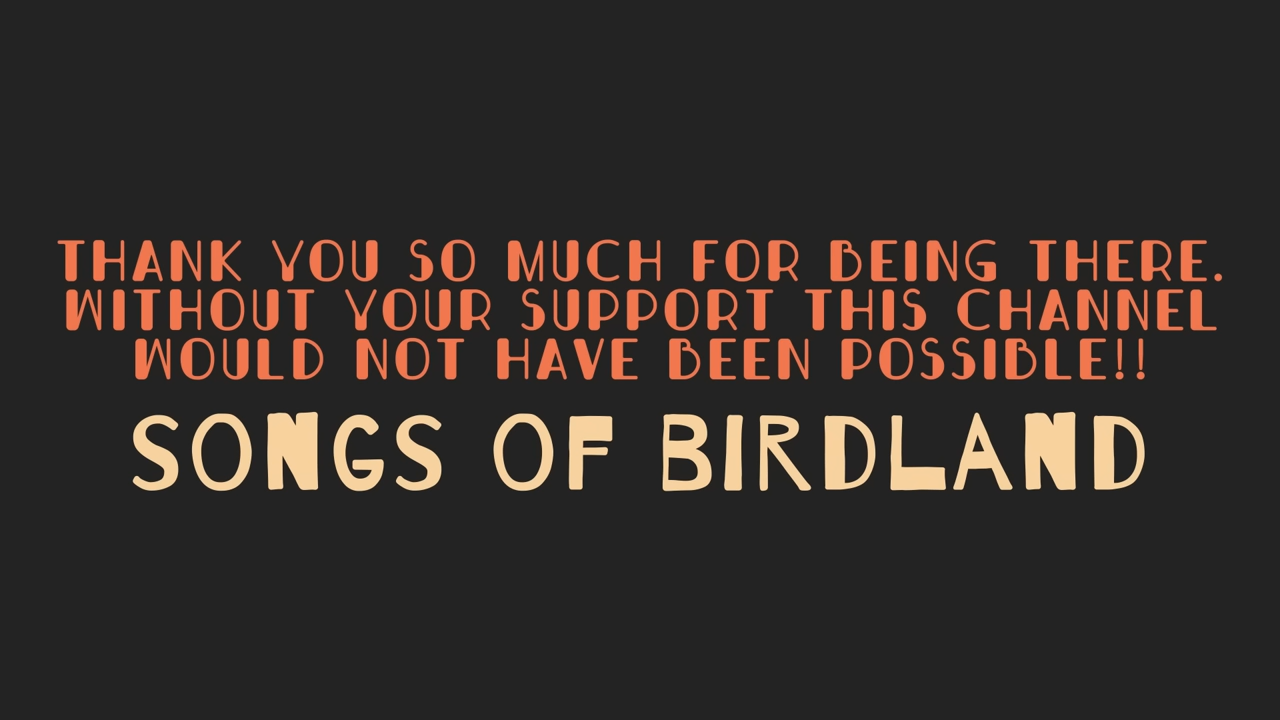 THANK YOU SO MUCH FOR BEING THERE.
WITHOUT YOUR SUPPORT THIS CHANNEL
WOULD NOT HAVE BEEN POSSIBLE!!
SONGS OF BIRDLAND